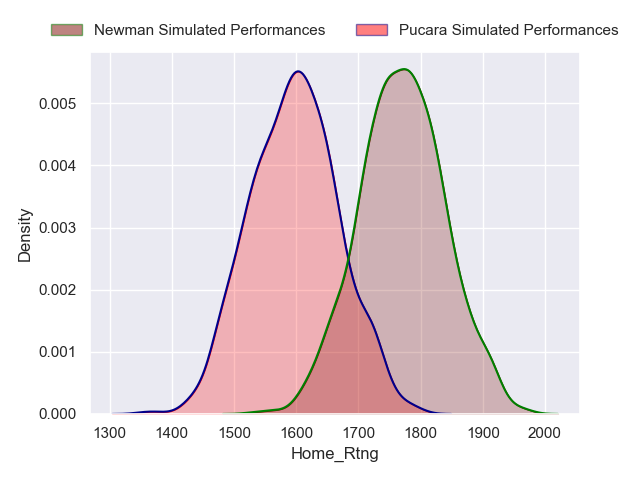 Newman Simulated Performances Pucara Simulated Performances
0.005
0.004
0.003
0.002
0.001
0.000
Density
1300 1400 1500 1600 1700 1800 1900 2000
Home_Rtng